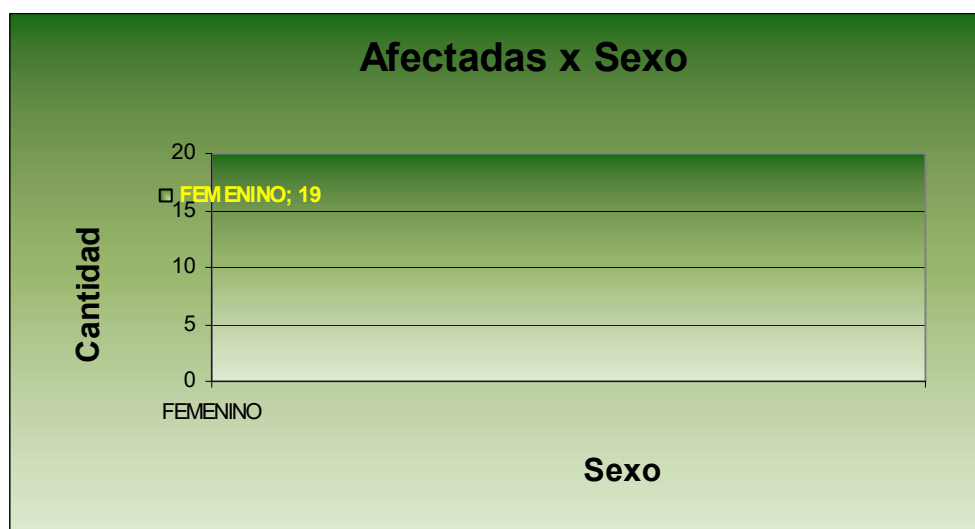 Afectadas x Sexo
20
FEMENINO; 19
15
10
5
0
Cantidad
FEMENINO
Sexo